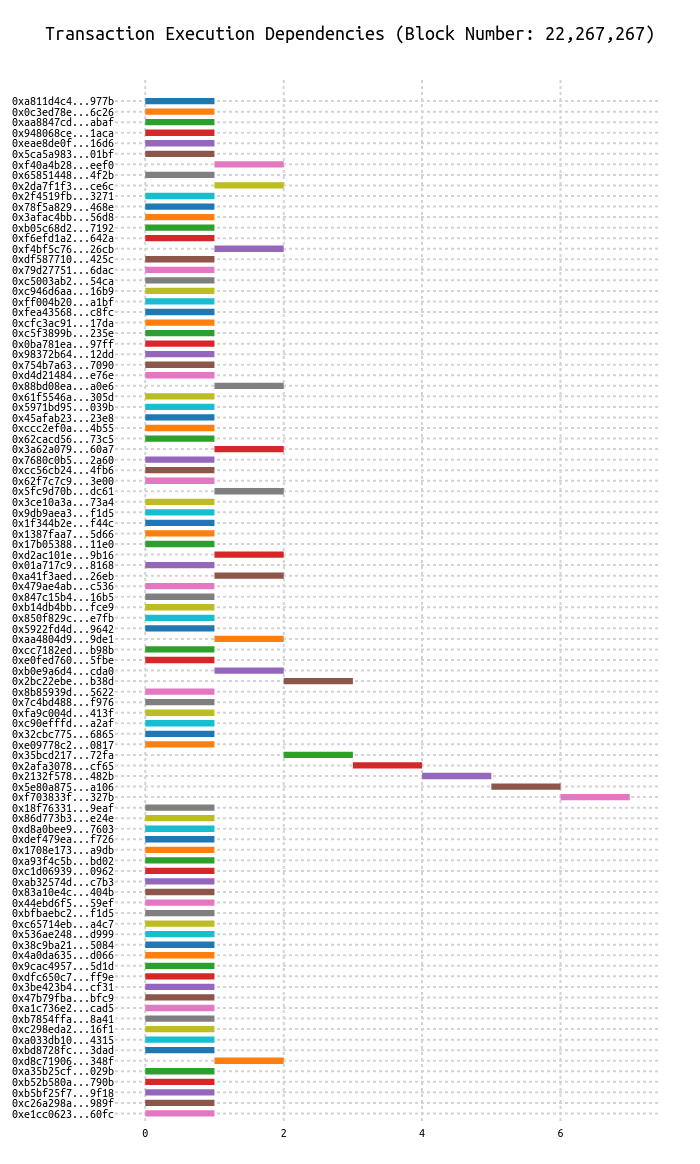 Transaction Execution Dependencies (Block Number: 22,267,267)
0xa811d4c4...977b
0x0c3ed78e...6c26
0xaa8847cd...abaf
0x948068ce...1aca
0xeae8de0f...16d6
0x5ca5a983...01bf
0xf40a4b28...eef0
0x65851448...4f2b
0x2da7f1f3...ce6c
0x2f4519fb...3271
0x78f5a829...468e
0x3afac4bb...56d8
0xb05c68d2...7192
0xf6efd1a2...642a
0xf4bf5c76...26cb
0xdf587710...425c
0x79d27751...6dac
0xc5003ab2...54ca
0xc946d6aa...16b9
0xff004b20...a1bf
0xfea43568...c8fc
0xcfc3ac91...17da
0xc5f3899b...235e
0x0ba781ea...97ff
0x98372b64...12dd
0x754b7a63...7090
0xd4d21484...e76e
0x88bd08ea...a0e6
0x61f5546a...305d
0x5971bd95...039b
0x45afab23...23e8
0xccc2ef0a...4b55
0x62cacd56...73c5
0x3a62a079...60a7
0x7680c0b5...2a60
0xcc56cb24...4fb6
0x62f7c7c9...3e00
0x5fc9d70b...dc61
0x3ce10a3a...73a4
0x9db9aea3...f1d5
0x1f344b2e...f44c
0x1387faa7...5d66
0x17b05388...11e0
0xd2ac101e...9b16
0x01a717c9...8168
0xa41f3aed...26eb
0x479ae4ab...c536
0x847c15b4...16b5
0xb14db4bb...fce9
0x850f829c...e7fb
0x5922fd4d...9642
0xaa4804d9...9de1
0xcc7182ed...b98b
0xe0fed760...5fbe
0xb0e9a6d4...cda0
0x2bc22ebe...b38d
0x8b85939d...5622
0x7c4bd488...f976
0xfa9c004d...413f
0xc90efffd...a2af
0x32cbc775...6865
0xe09778c2...0817
0x35bcd217...72fa
0x2afa3078...cf65
0x2132f578...482b
0x5e80a875...a106
0xf703833f...327b
0x18f76331...9eaf
0x86d773b3...e24e
0xd8a0bee9...7603
0xdef479ea...f726
0x1708e173...a9db
0xa93f4c5b...bd02
0xc1d06939...0962
0xab32574d...c7b3
0x83a10e4c...404b
0x44ebd6f5...59ef
0xbfbaebc2...f1d5
0xc65714eb...a4c7
0x536ae248...d999
0x38c9ba21...5084
0x4a0da635...d066
0x9cac4957...5d1d
0xdfc650c7...ff9e
0x3be423b4...cf31
0x47b79fba...bfc9
0xa1c736e2...cad5
0xb7854ffa...8a41
0xc298eda2...16f1
0xa033db10...4315
0xbd8728fc...3dad
0xd8c71906...348f
0xa35b25cf...029b
0xb52b580a...790b
0xb5bf25f7...9f18
0xc26a298a...989f
0xe1cc0623...60fc
0 2 4 6